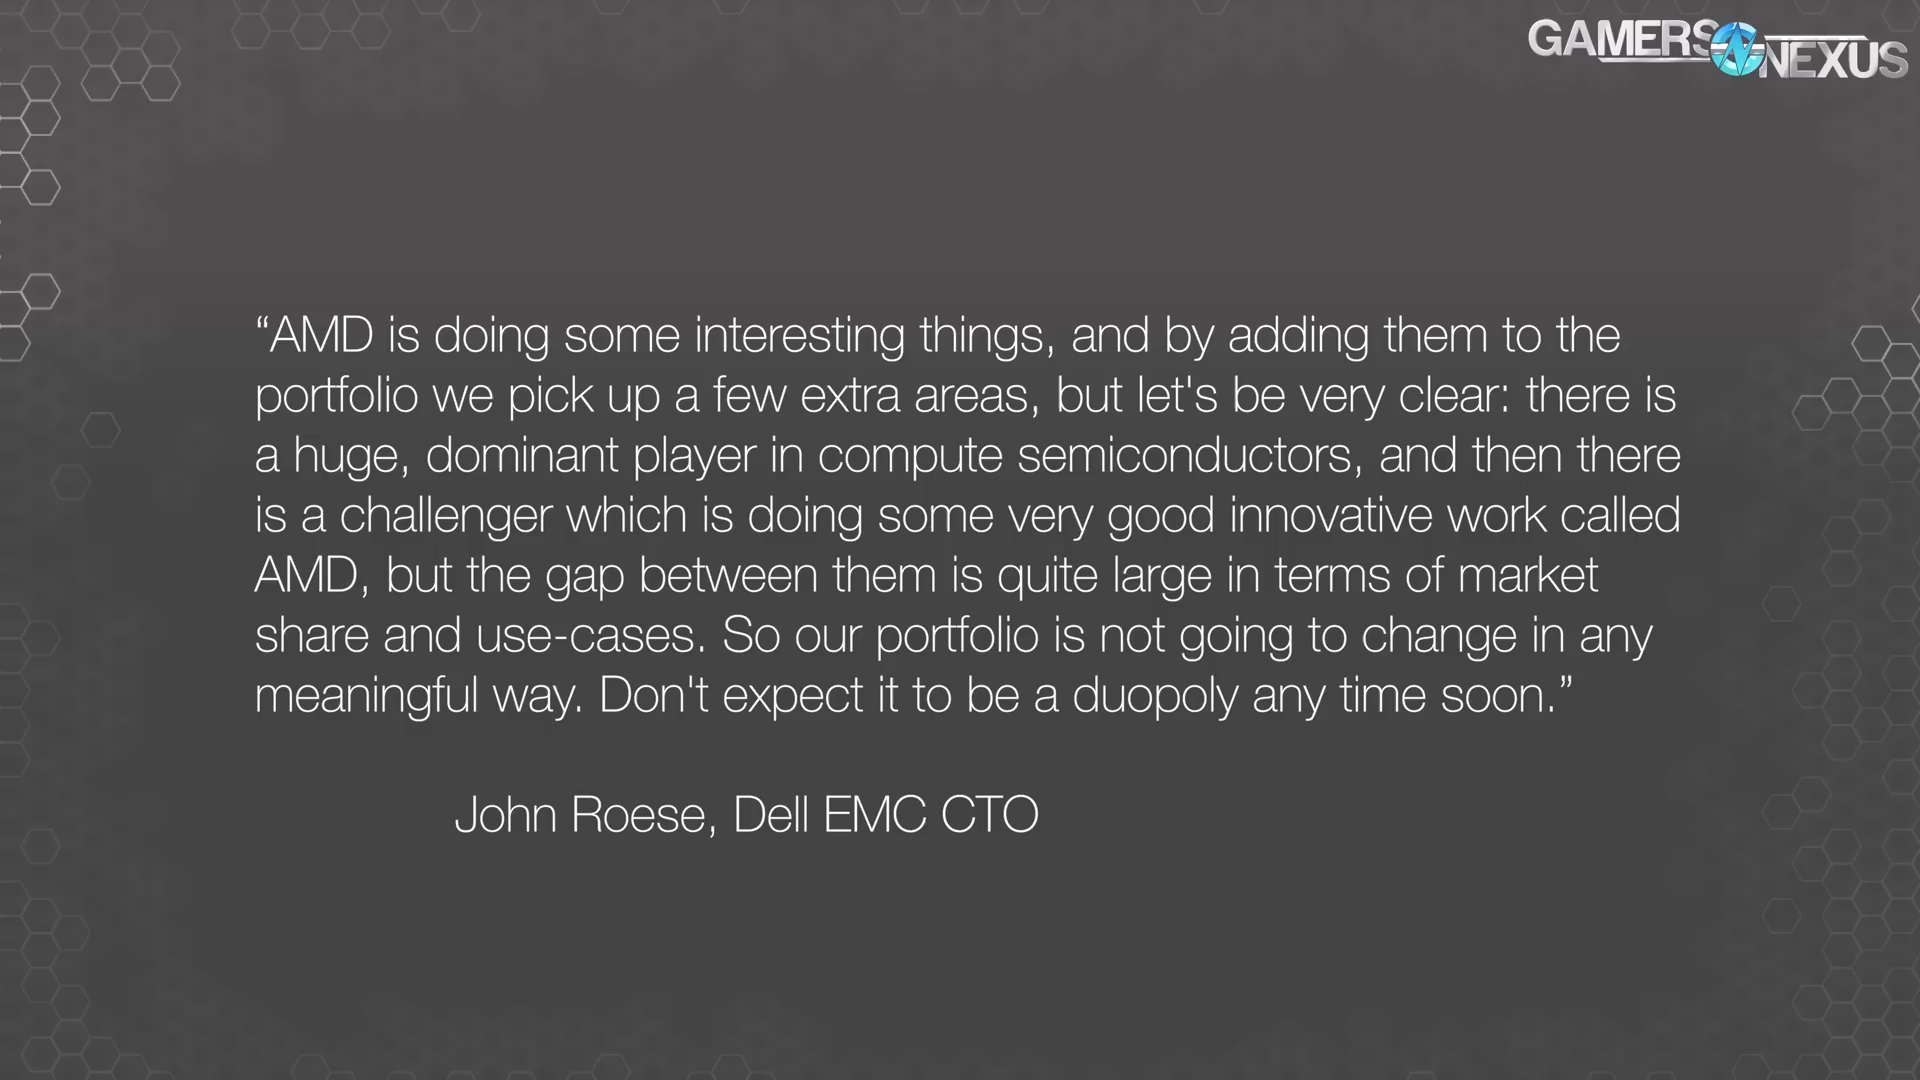 GAMERS NEXUS
“AMD is doing some interesting things, and by adding them to the
portfolio we pick up a few extra areas, but let's be very clear: there is
a huge, dominant player in compute semiconductors, and then there
is a challenger which is doing some very good innovative work called
AMD, but the gap between them is quite large in terms of market
share and use-cases. So our portfolio is not going to change in any
meaningful way. Don't expect it to be a duopoly any time soon.”
John Roese, Dell EMC CTO